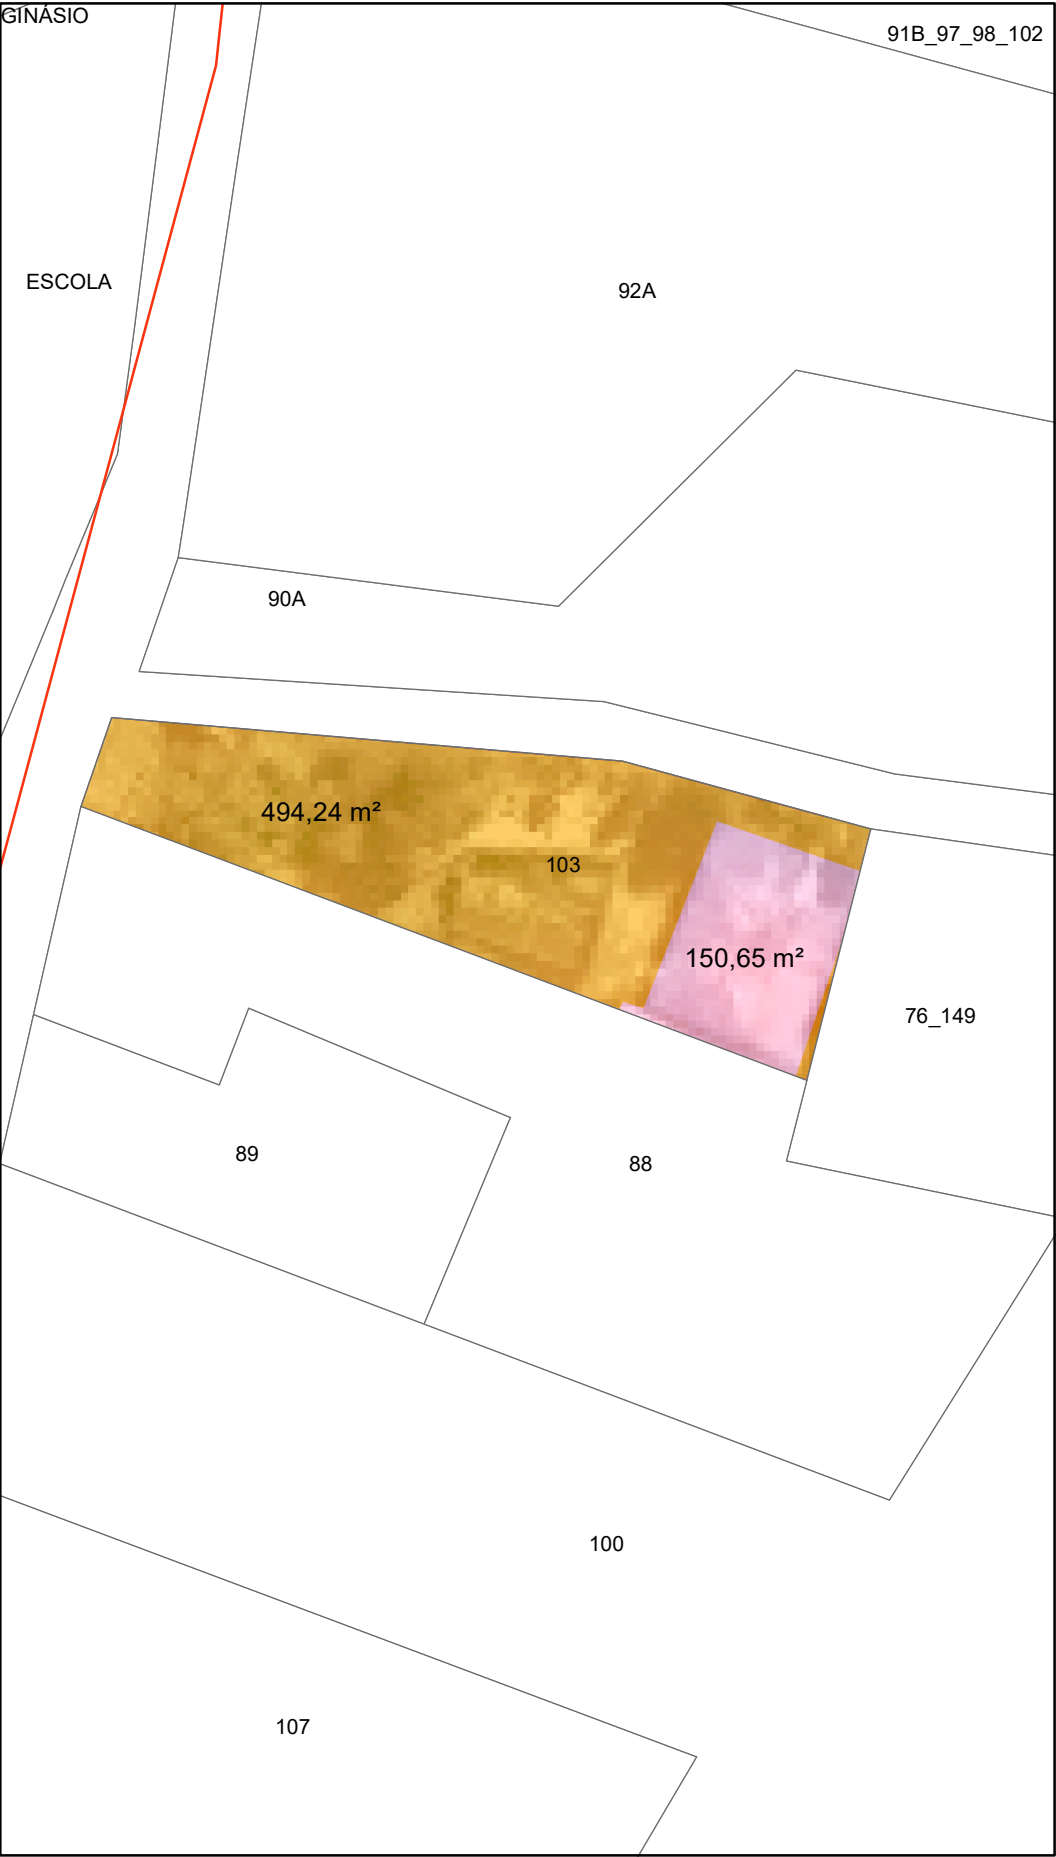 GINÁSIO
91B_97_98_102
ESCOLA
92A
90A
494,24 m²
103
150,65 m²
76_149
89
88
100
107